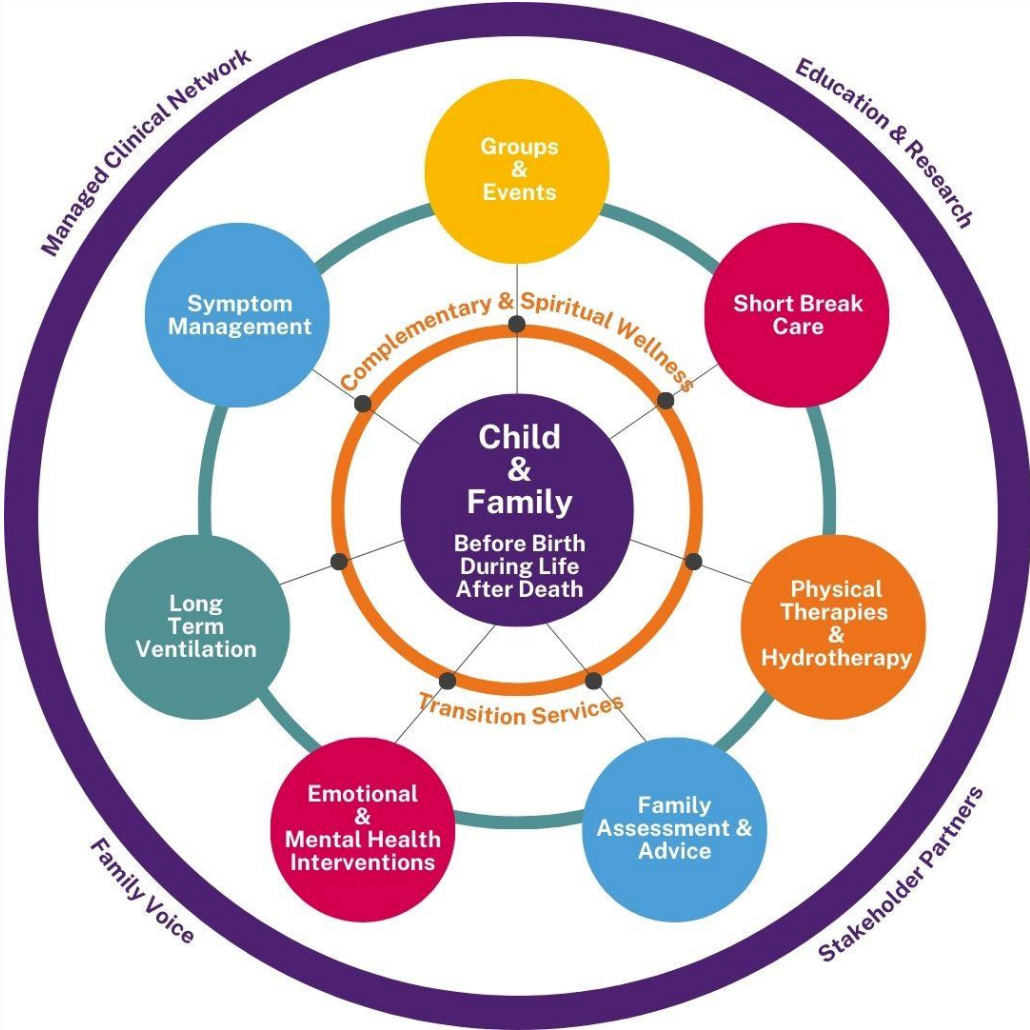 Managed Clinical Network
Education & Research
Groups
&
Events
Symptom
Management
Short Break
Care
Complementary & Spiritual Wellness
Child
&
Family
Before Birth
During Life
After Death
Long
Term
Ventilation
Physical
Therapies
&
Hydrotherapy
Transition Services
Emotional
&
Mental Health
Interventions
Family
Assessment &
Advice
Family Voice
Stakeholder Partners